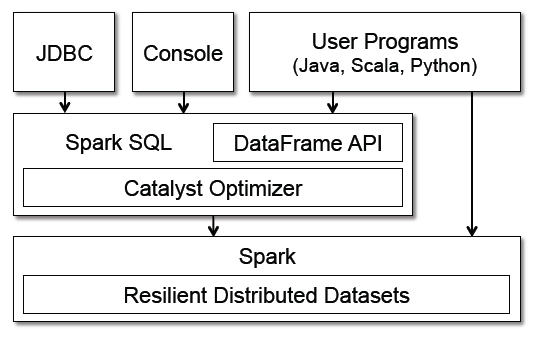 JDBC
Console
User Programs
(Java, Scala, Python)
Spark SQL
DataFrame API
Catalyst Optimizer
Spark
Resilient Distributed Datasets